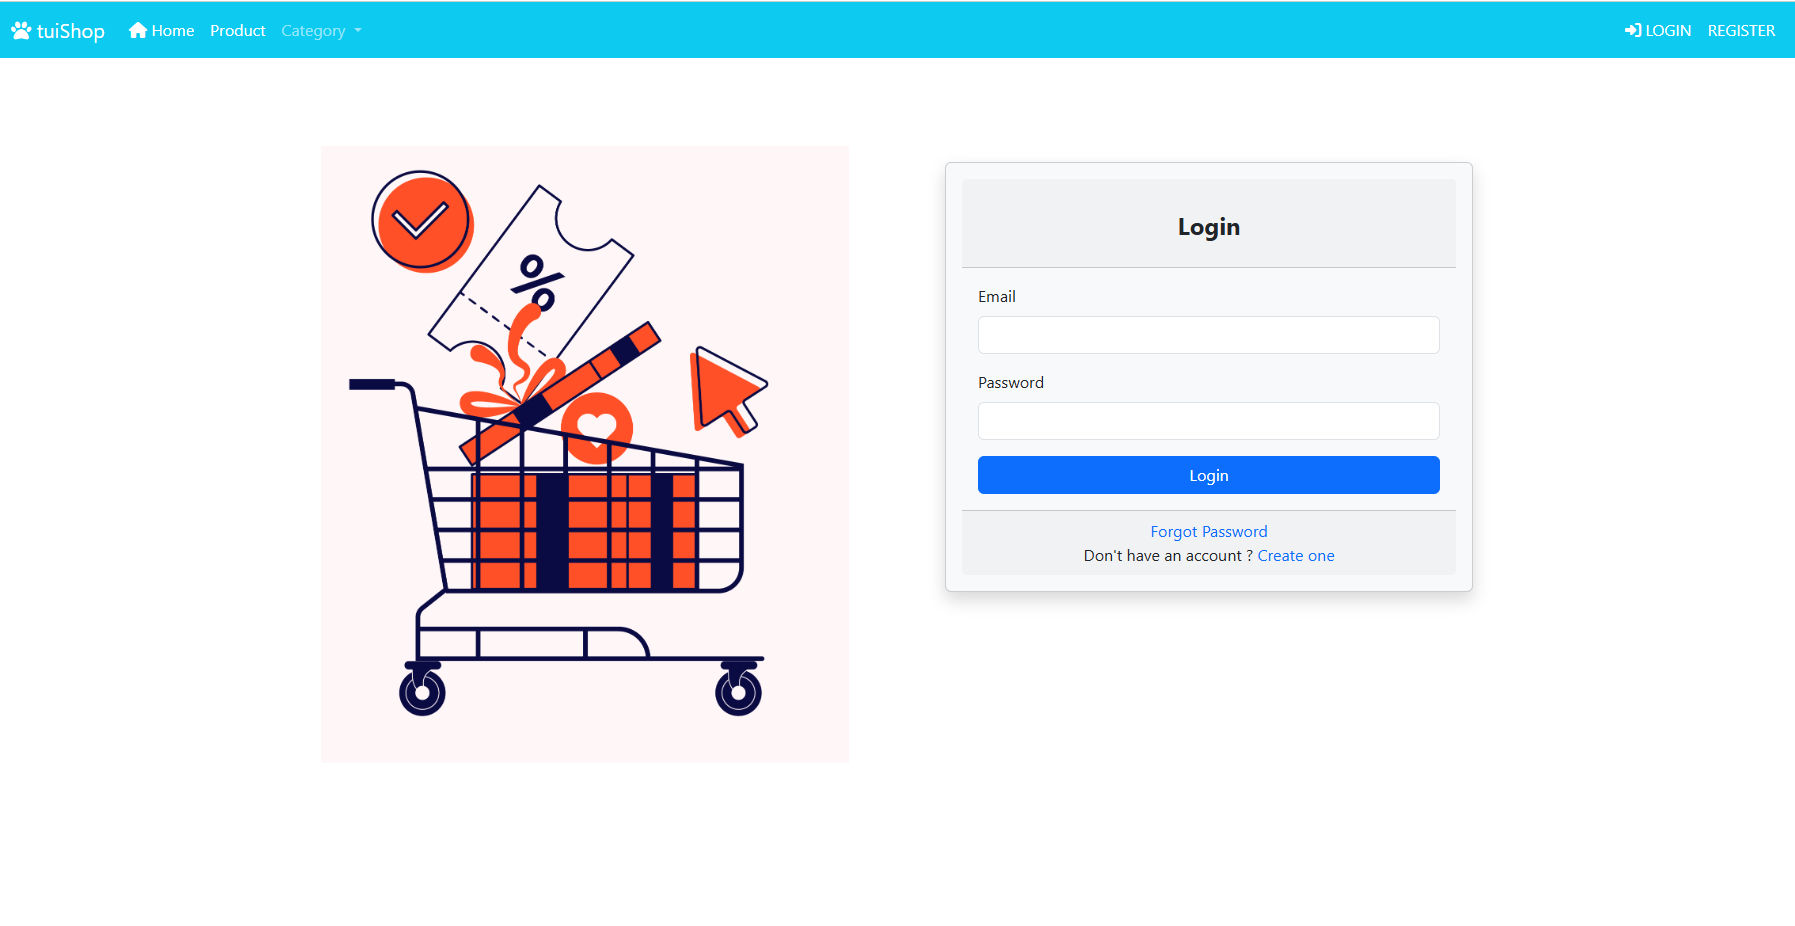 tuiShop Home Product Category LOGIN REGISTER
%
Login
Email
Password
Login
Forgot Password
Don't have an account ? Create one